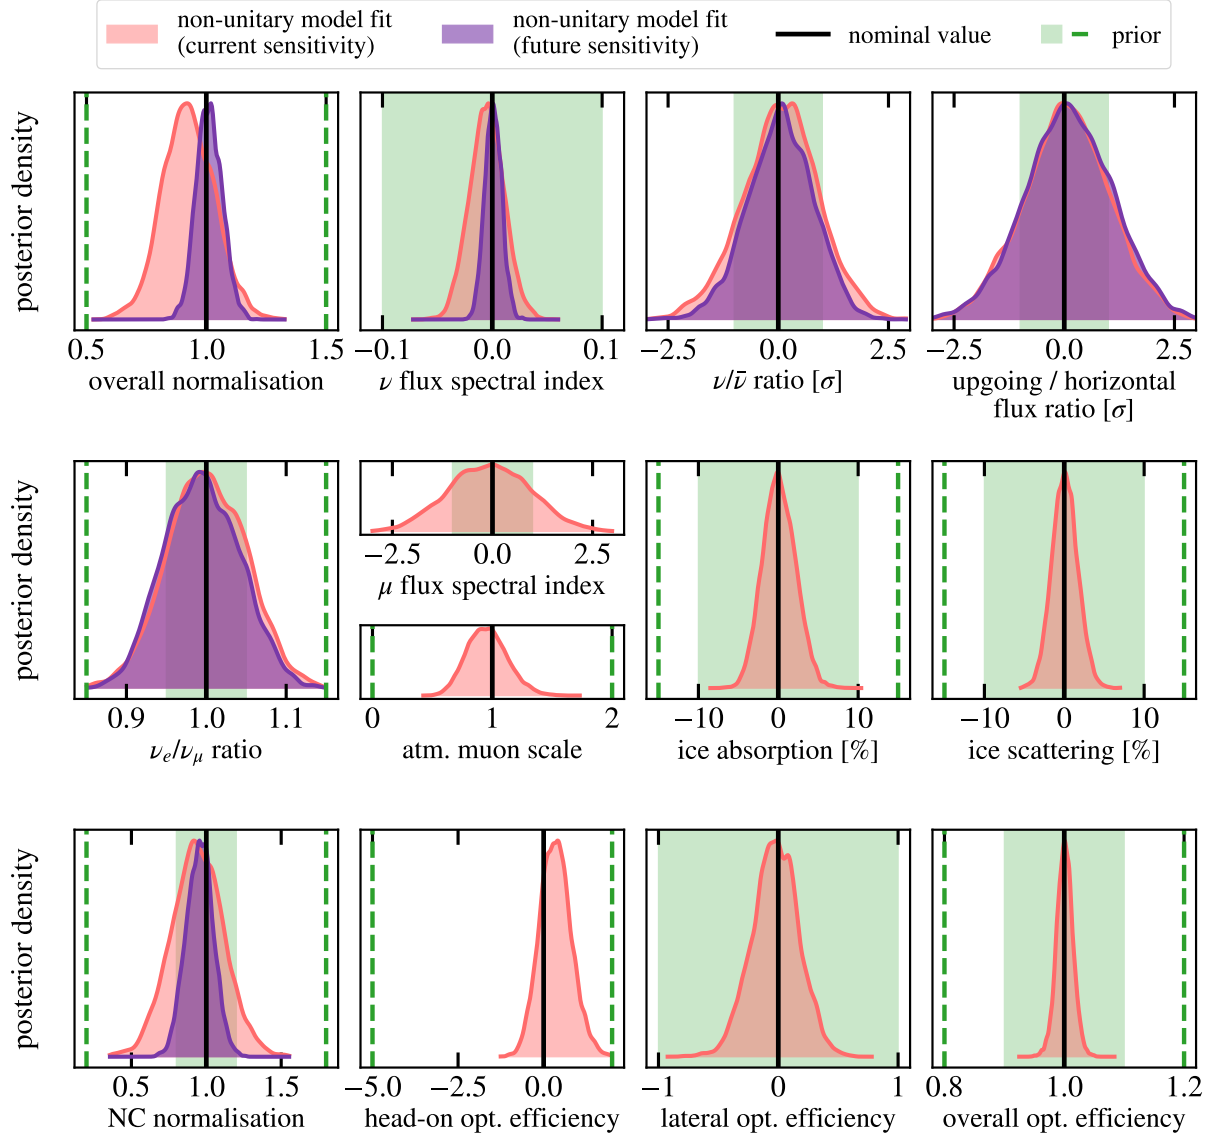 non-unitary model fit
(current sensitivity)
non-unitary model fit
(future sensitivity)
nominal value
prior
posterior density
0.5 1.0 1.5
overall normalisation
−0.1 0.0 0.1
ν flux spectral index
−2.5 0.0 2.5
ν/ν̄ ratio [σ]
−2.5 0.0 2.5
upgoing / horizontal
flux ratio [σ]
posterior density
0.9 1.0 1.1
νe/νμ ratio
−2.5 0.0 2.5
μ flux spectral index
0 1 2
atm. muon scale
−10 0 10
ice absorption [%]
−10 0 10
ice scattering [%]
posterior density
0.5 1.0 1.5
NC normalisation
−5.0 −2.5 0.0
head-on opt. efficiency
−1 0 1
lateral opt. efficiency
0.8 1.0 1.2
overall opt. efficiency